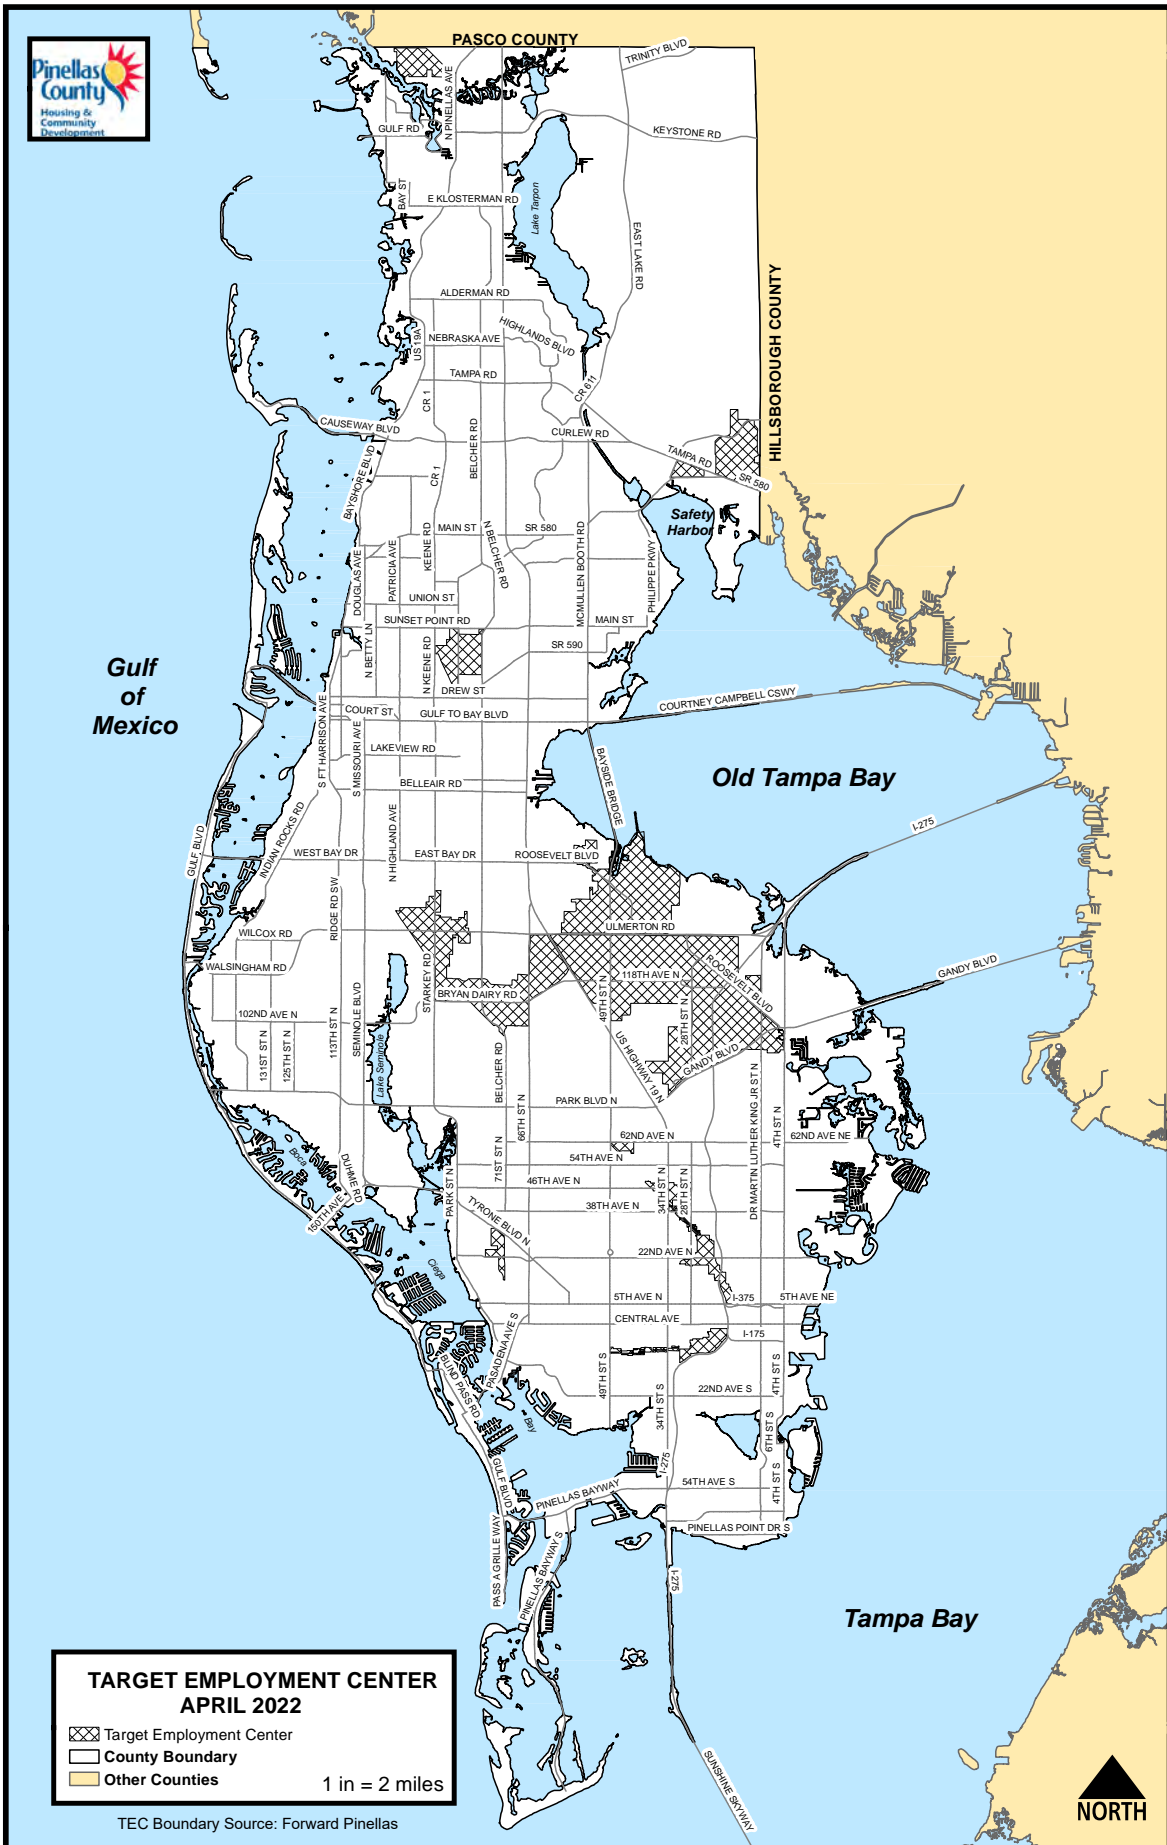 PASCO COUNTY
Pinellas
County
Housing &
Community
Development
TRINITY BLVD
N PINELLAS AVE
GULF RD
KEYSTONE RD
BAY ST
E KLOSTERMAN RD
Lake Tarpon
EAST LAKE RD
HILLSBOROUGH COUNTY
ALDERMAN RD
HIGHLANDS BLVD
US 19A
NEBRASKA AVE
TAMPA RD
CR 611
CR 1
CAUSEWAY BLVD
BELCHER RD
CURLEW RD
TAMPA RD
SR 580
BAYSHORE BLVD
CR 1
Safety
Harbor
MAIN ST
SR 580
KEENE RD
N BELCHER RD
MCMULLEN BOOTH RD
PHILIPPE PKWY
DOUGLAS AVE
PATRICIA AVE
UNION ST
SUNSET POINT RD
MAIN ST
N BETTY LN
N KEENE RD
SR 590
Gulf
of
Mexico
DREW ST
COURTNEY CAMPBELL CSWY
S FT HARRISON AVE
COURT ST
GULF TO BAY BLVD
S MISSOURI AVE
LAKEVIEW RD
BAYSIDE BRIDGE
Old Tampa Bay
BELLEAIR RD
INDIAN ROCKS RD
N HIGHLAND AVE
I-275
GULF BLVD
WEST BAY DR
EAST BAY DR
ROOSEVELT BLVD
RIDGE RD SW
WILCOX RD
ULMERTON RD
WALSINGHAM RD
STARKEY RD
118TH AVE N
ROOSEVELT BLVD
GANDY BLVD
BRYAN DAIRY RD
49TH ST N
28TH ST N
102ND AVE N
113TH ST N
SEMINOLE BLVD
131ST ST N
125TH ST N
Lake Seminole
BELCHER RD
US HIGHWAY 19 N
GANDY BLVD
66TH ST N
PARK BLVD N
DR MARTIN LUTHER KING JR ST N
4TH ST N
62ND AVE N
62ND AVE NE
71ST ST N
54TH AVE N
Boca
DUHME RD
46TH AVE N
34TH ST N
28TH ST N
150TH AVE
PARK ST N
TYRONE BLVD N
38TH AVE N
22ND AVE N
Ciega
5TH AVE N
I-375
5TH AVE NE
CENTRAL AVE
I-175
PASADENA AVE S
BLIND PASS RD
49TH ST S
34TH ST S
22ND AVE S
4TH ST S
Bay
6TH ST S
GULF BLVD
I-275
54TH AVE S
4TH ST S
PINELLAS BAYWAY
PINELLAS POINT DR S
PASS A GRILLE WAY
PINELLAS BAYWAY S
I-275
Tampa Bay
SUNSHINE SKYWAY
TARGET EMPLOYMENT CENTER
APRIL 2022
Target Employment Center
County Boundary
Other Counties
1 in = 2 miles
TEC Boundary Source: Forward Pinellas
NORTH